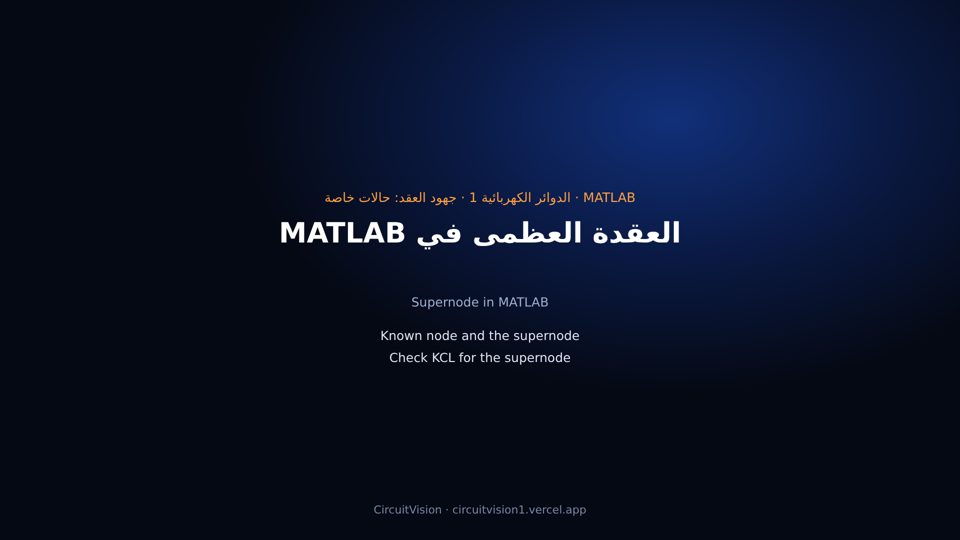 MATLAB · الدوائر الكهربائية 1 · جهود العقد: حالات خاصة
العقدة العظمى في MATLAB
Supernode in MATLAB
Known node and the supernode
Check KCL for the supernode
CircuitVision · circuitvision1.vercel.app